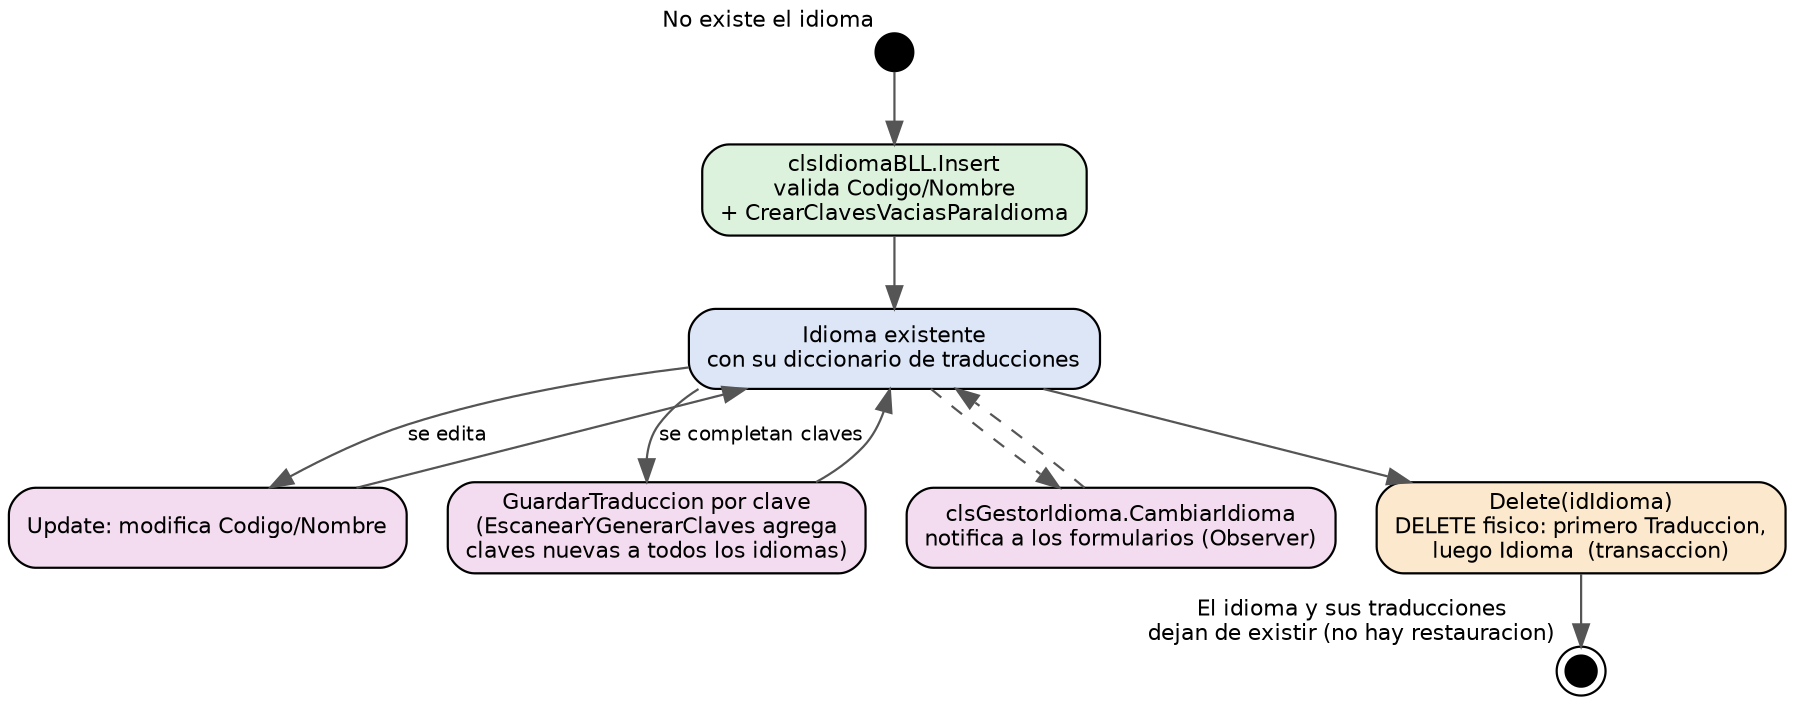 No existe el idioma
clsIdiomaBLL.Insert
valida Codigo/Nombre
+ CrearClavesVaciasParaIdioma
Idioma existente
con su diccionario de traducciones
se edita
se completan claves
Update: modifica Codigo/Nombre
GuardarTraduccion por clave
(EscanearYGenerarClaves agrega
claves nuevas a todos los idiomas)
clsGestorIdioma.CambiarIdioma
notifica a los formularios (Observer)
Delete(idIdioma)
DELETE fisico: primero Traduccion,
luego Idioma  (transaccion)
El idioma y sus traducciones
dejan de existir (no hay restauracion)